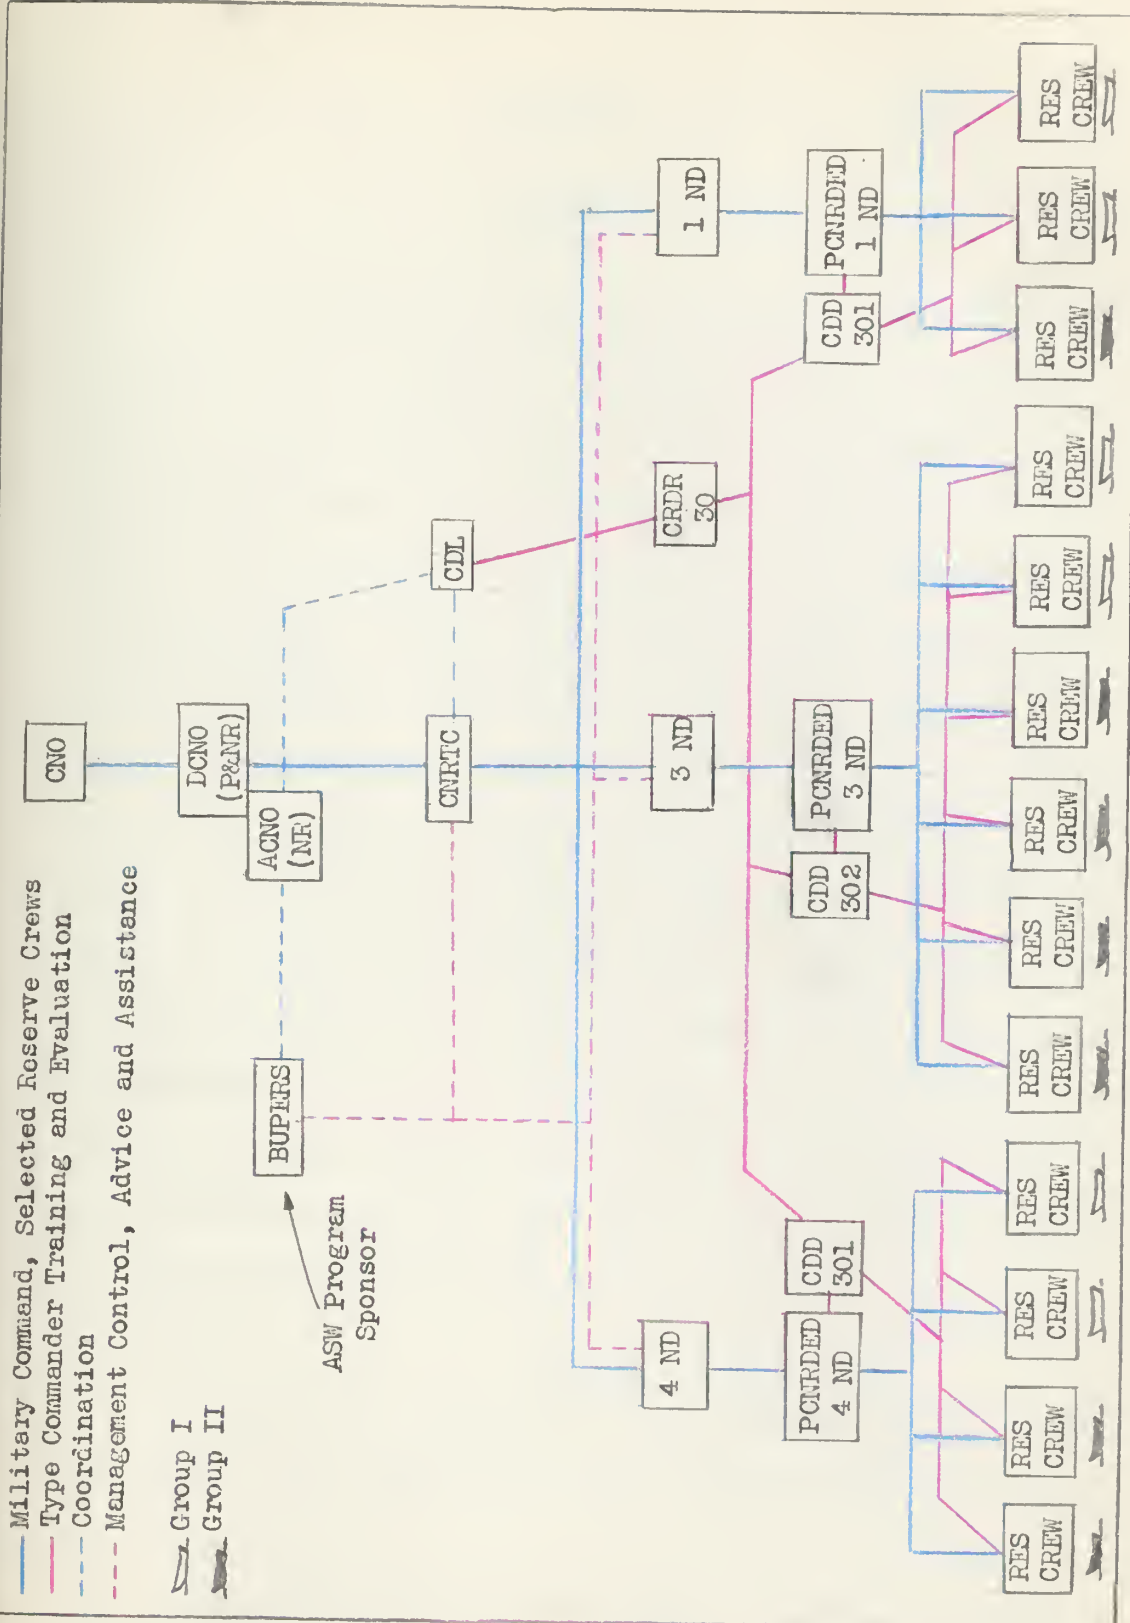 Military Command, Selected Roserve Crews
Type Commander Training and Evaluation
Coordination
Management Control, Advice and Assistance
Group I
Group II
CNO
DCNO
(P&NR)
ACNO
(NR)
BUPERS
ASW Program
Sponsor
CNRTC
CDL
CRDR
30
4 ND
3 ND
1 ND
PCNRDED
4 ND
CDD
301
CDD
302
PCNRDED
3 ND
CDD
301
PCNRDED
1 ND
RES
CREW
RES
CREW
RES
CREW
RES
CREW
RES
CREW
RES
CREW
RES
CREW
RES
CREW
RES
CREW
RES
CREW
RES
CREW
RES
CREW
RES
CREW